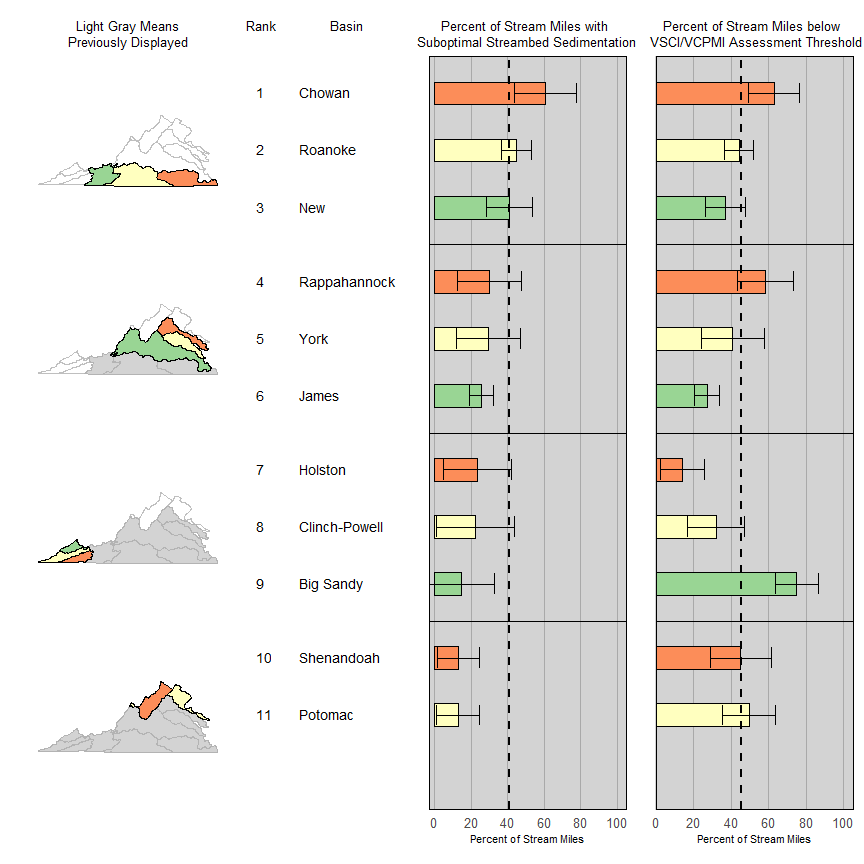 Light Gray Means
Previously Displayed
Rank
Basin
Percent of Stream Miles with
Suboptimal Streambed Sedimentation
Percent of Stream Miles below
VSCI/VCPMI Assessment Threshold
1 Chowan
2 Roanoke
3 New
4 Rappahannock
5 York
6 James
7 Holston
8 Clinch-Powell
9 Big Sandy
10 Shenandoah
11 Potomac
0 20 40 60 80 100
Percent of Stream Miles
0 20 40 60 80 100
Percent of Stream Miles